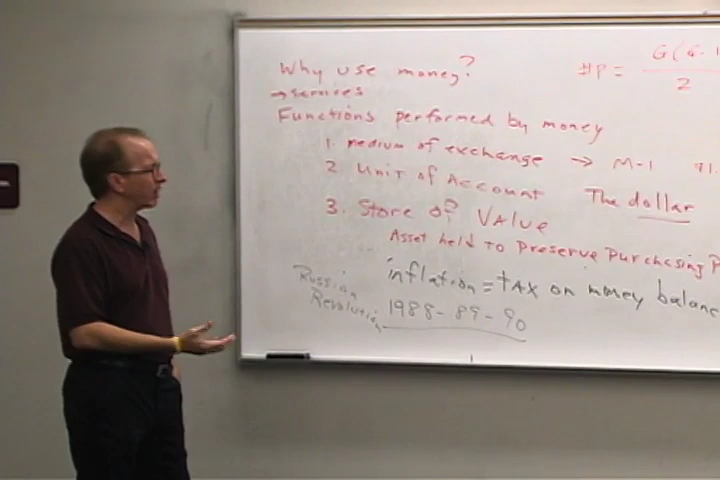 Why use money?
→ services
Functions performed by money
1. medium of exchange → M-1
2 Unit of Account The dollar
3. Store of Value
Asset held to Preserve Purchasing P
inflation = tax on money balance
Russian
Revolution 1988-89-90
#P = G(G-1
2